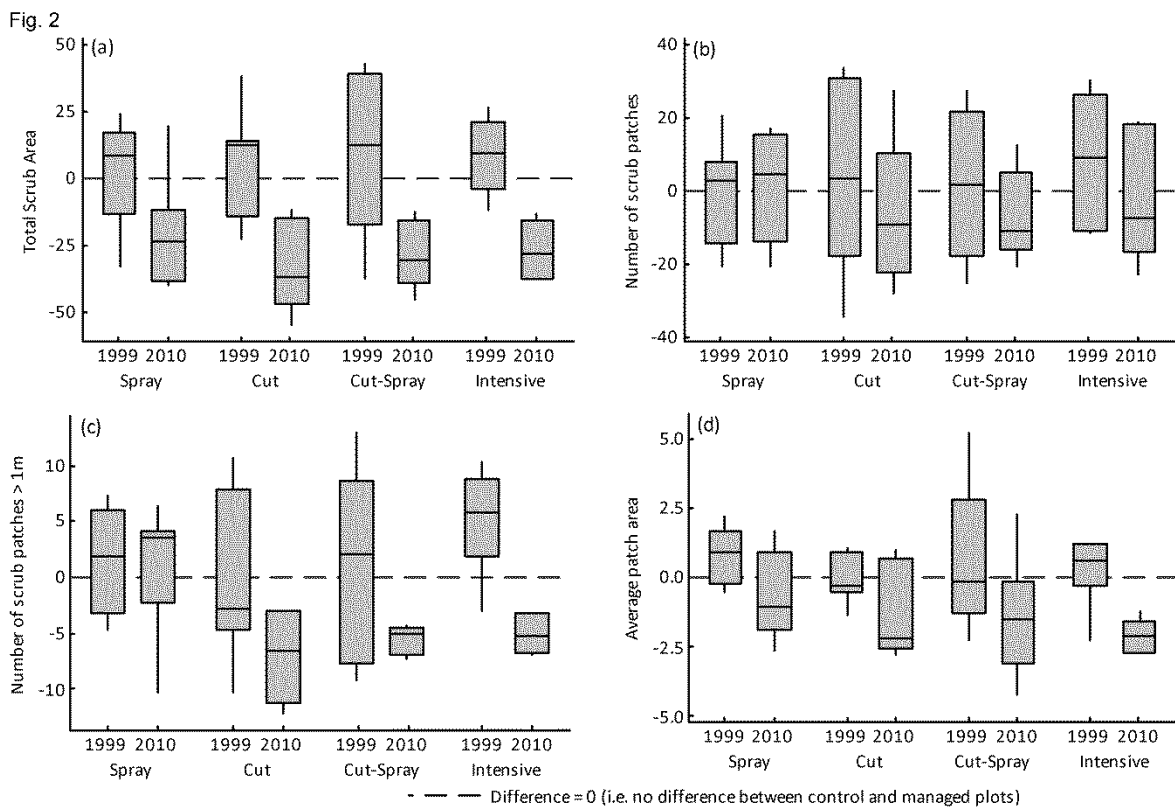 Fig. 2
(a)
Total Scrub Area
50
25
0
-25
-50
1999 2010 1999 2010 1999 2010 1999 2010
Spray Cut Cut-Spray Intensive
(b)
Number of scrub patches
40
20
0
-20
-40
1999 2010 1999 2010 1999 2010 1999 2010
Spray Cut Cut-Spray Intensive
(c)
Number of scrub patches > 1m
10
5
0
-5
-10
1999 2010 1999 2010 1999 2010 1999 2010
Spray Cut Cut-Spray Intensive
(d)
Average patch area
5.0
2.5
0.0
-2.5
-5.0
1999 2010 1999 2010 1999 2010 1999 2010
Spray Cut Cut-Spray Intensive
Difference = 0 (i.e. no difference between control and managed plots)